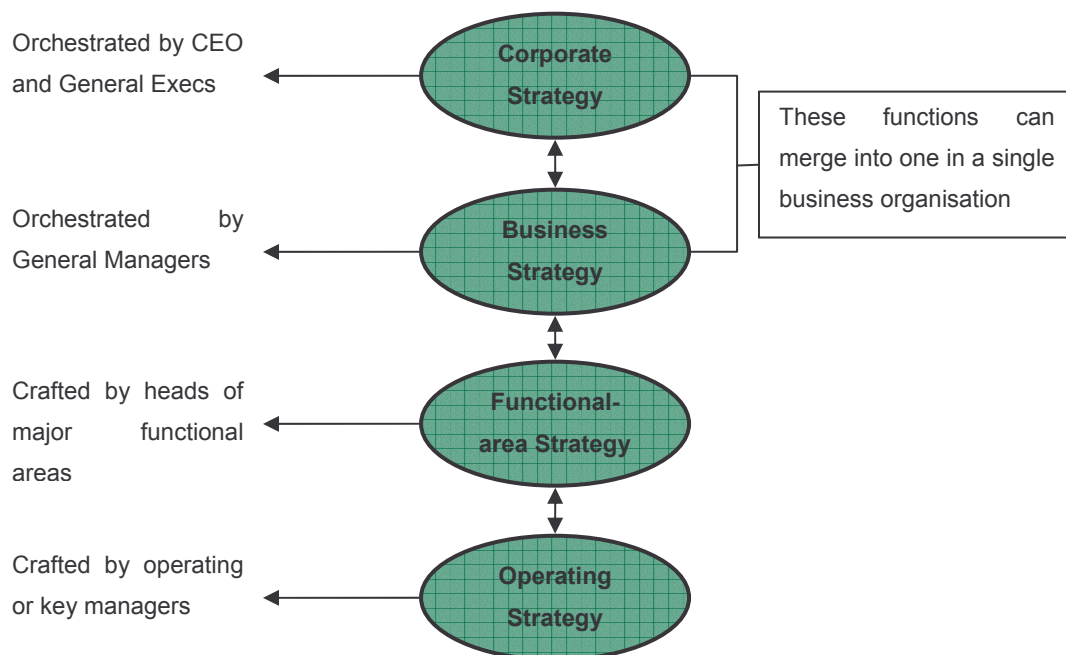 Orchestrated by CEO
and General Execs
Corporate
Strategy
These functions can
merge into one in a single
business organisation
Orchestrated by
General Managers
Business
Strategy
Crafted by heads of
major functional
areas
Functional-
area Strategy
Crafted by operating
or key managers
Operating
Strategy